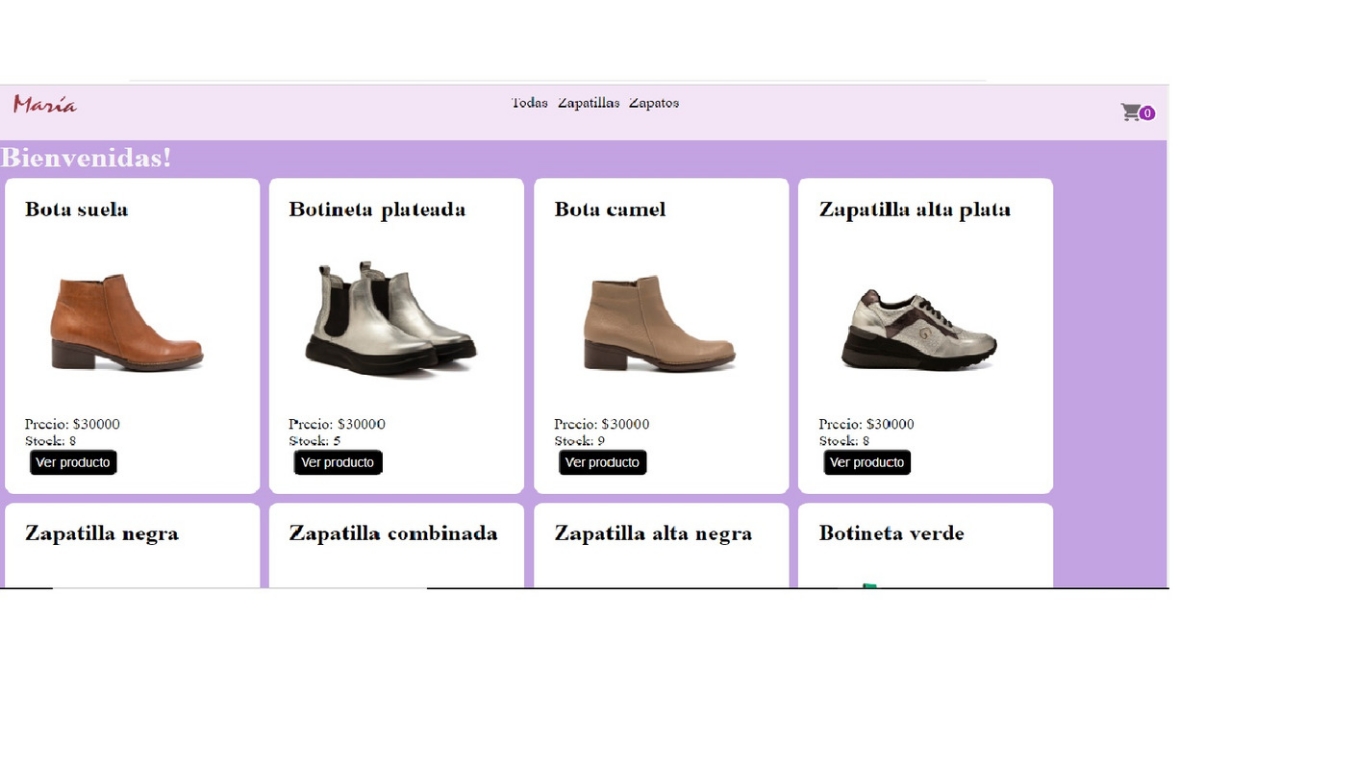 María
Todas Zapatillas Zapatos
0
Bienvenidas!
Bota suela
Precio: $30000
Stock: 8
Ver producto
Botineta plateada
Precio: $30000
Stock: 5
Ver producto
Bota camel
Precio: $30000
Stock: 9
Ver producto
Zapatilla alta plata
Precio: $30000
Stock: 8
Ver producto
Zapatilla negra
Zapatilla combinada
Zapatilla alta negra
Botineta verde